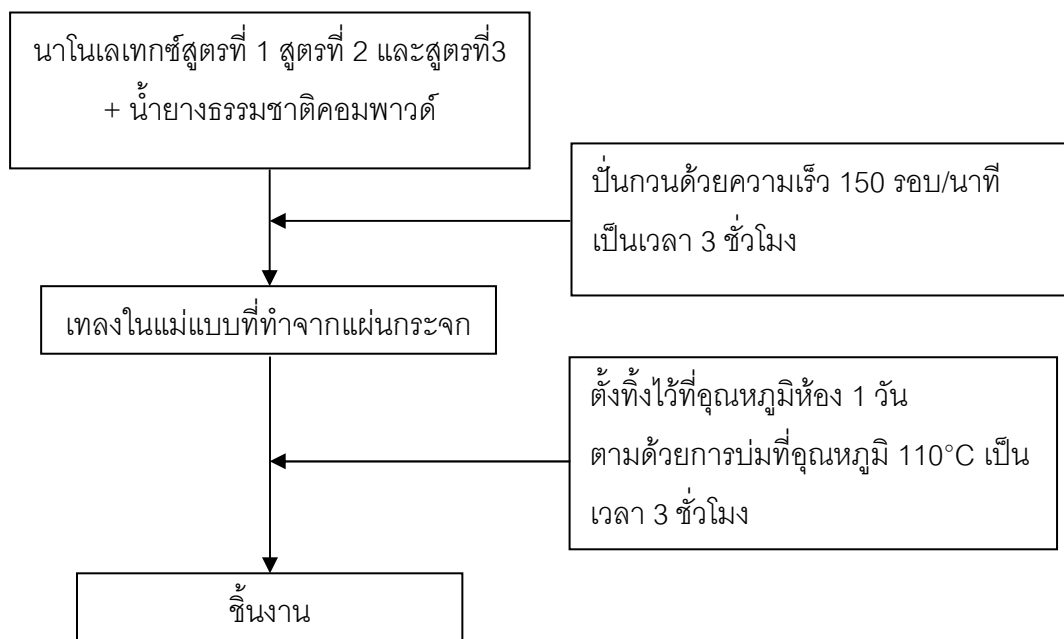 นาโนเลเทกซ์สูตรที่ 1 สูตรที่ 2 และสูตรที่3
+ น้ำยางธรรมชาติคอมพาวด์
ปั่นกวนด้วยความเร็ว 150 รอบ/นาที
เป็นเวลา 3 ชั่วโมง
เทลงในแม่แบบที่ทำจากแผ่นกระจก
ตั้งทิ้งไว้ที่อุณหภูมิห้อง 1 วัน
ตามด้วยการบ่มที่อุณหภูมิ 110°C เป็น
เวลา 3 ชั่วโมง
ชิ้นงาน